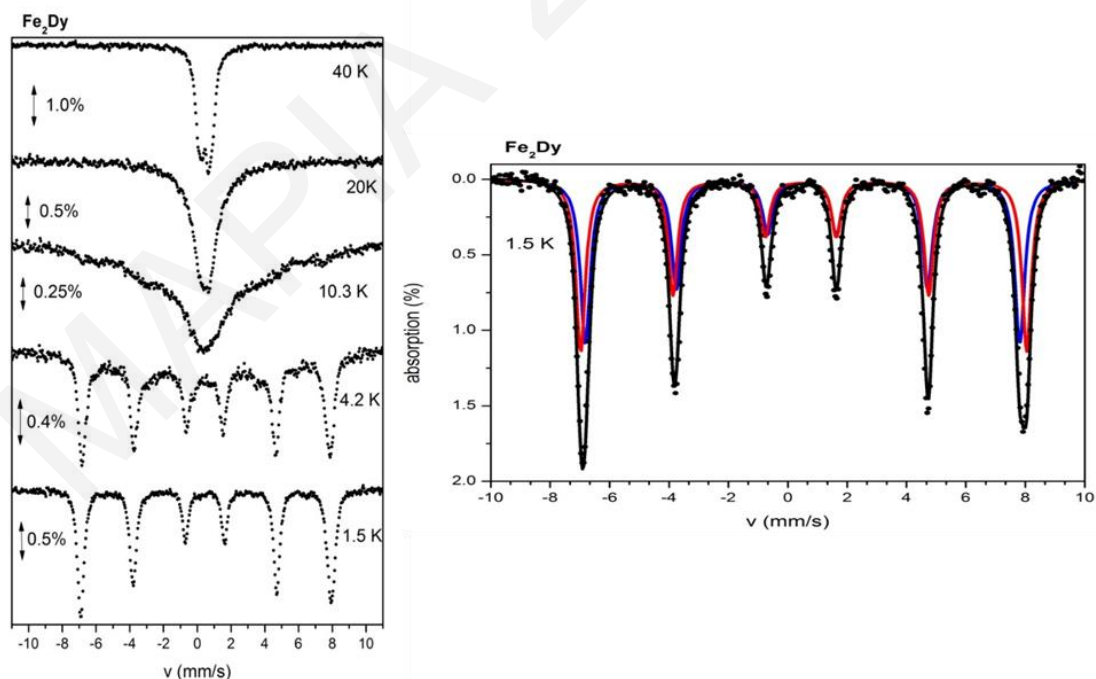 Fe2Dy
40 K
1.0%
20K
0.5%
10.3 K
0.25%
4.2 K
0.4%
1.5 K
0.5%
-10 -8 -6 -4 -2 0 2 4 6 8 10
v (mm/s)
Fe2Dy
absorption (%)
0.0
0.5
1.0
1.5
2.0
1.5 K
-10 -8 -6 -4 -2 0 2 4 6 8 10
v (mm/s)
ΜΑΡΙΑ